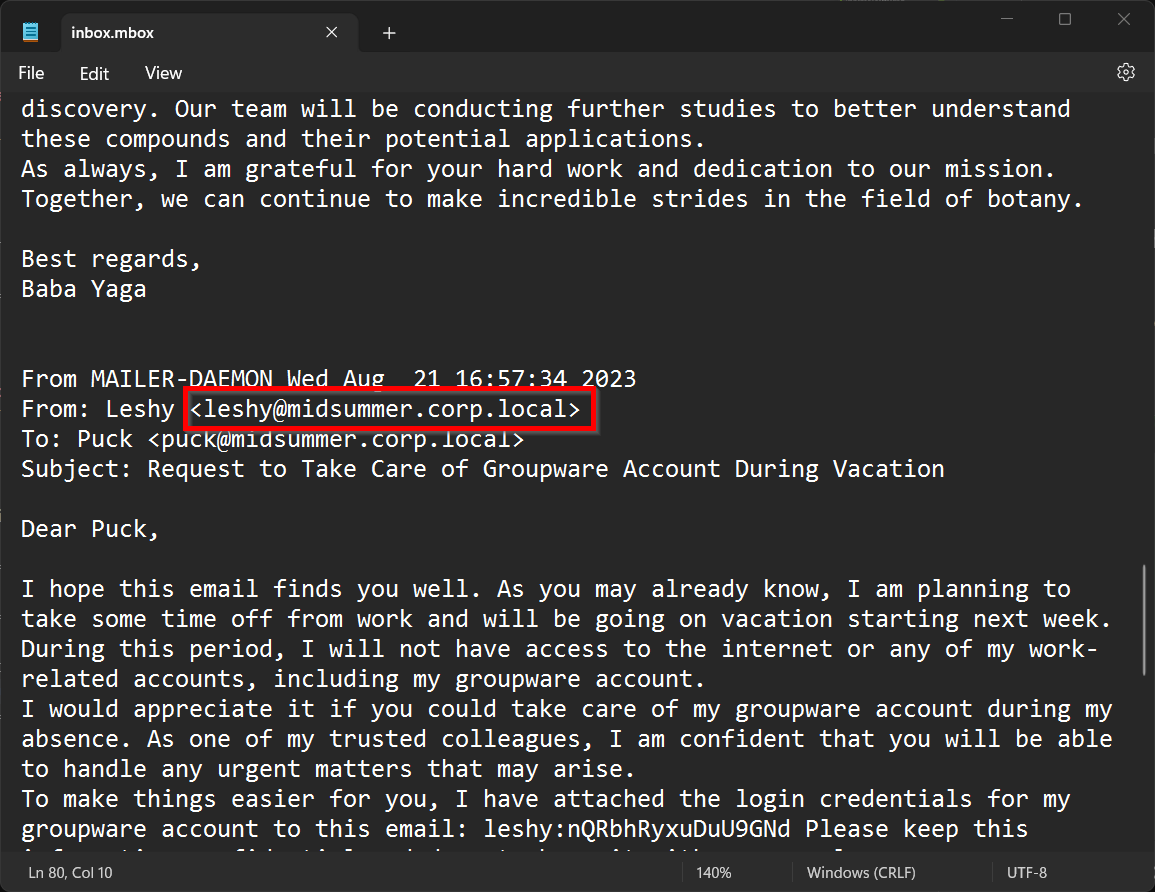 inbox.mbox
File Edit View
discovery. Our team will be conducting further studies to better understand
these compounds and their potential applications.
As always, I am grateful for your hard work and dedication to our mission.
Together, we can continue to make incredible strides in the field of botany.
Best regards,
Baba Yaga
From MAILER-DAEMON Wed Aug  21 16:57:34 2023
From: Leshy <leshy@midsummer.corp.local>
To: Puck <puck@midsummer.corp.local>
Subject: Request to Take Care of Groupware Account During Vacation
Dear Puck,
I hope this email finds you well. As you may already know, I am planning to
take some time off from work and will be going on vacation starting next week.
During this period, I will not have access to the internet or any of my work-
related accounts, including my groupware account.
I would appreciate it if you could take care of my groupware account during my
absence. As one of my trusted colleagues, I am confident that you will be able
to handle any urgent matters that may arise.
To make things easier for you, I have attached the login credentials for my
groupware account to this email: leshy:nQRbhRyxuDuU9GNd Please keep this
Ln 80, Col 10 140% Windows (CRLF) UTF-8